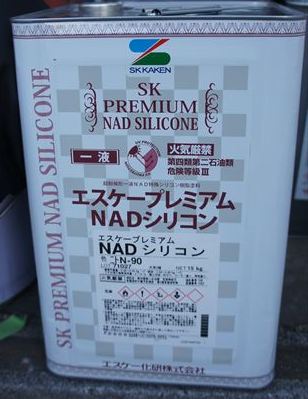 SK KAKEN
SK
PREMIUM
NAD SILICONE
一液
火気厳禁
第四類第二石油類
危険等級Ⅲ
エスケープレミアム
NADシリコン
エスケープレミアム
NAD シリコン
N-90
NET 15 kg
エスケー化研株式会社
SK PREMIUM NAD SILICONE